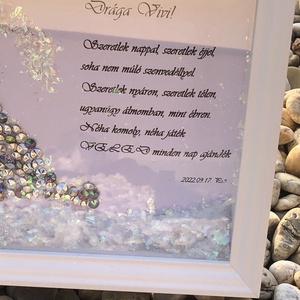 Drága Vivi!
Szeretlek nappal, szeretlek éjjel,
soha nem múló szenvedéllyel.
Szeretlek nyáron, szeretlek télen,
ugyanúgy álmomban, mint ébren.
Néha komoly, néha játék
VELED minden nap ajándék
2022.09.17.